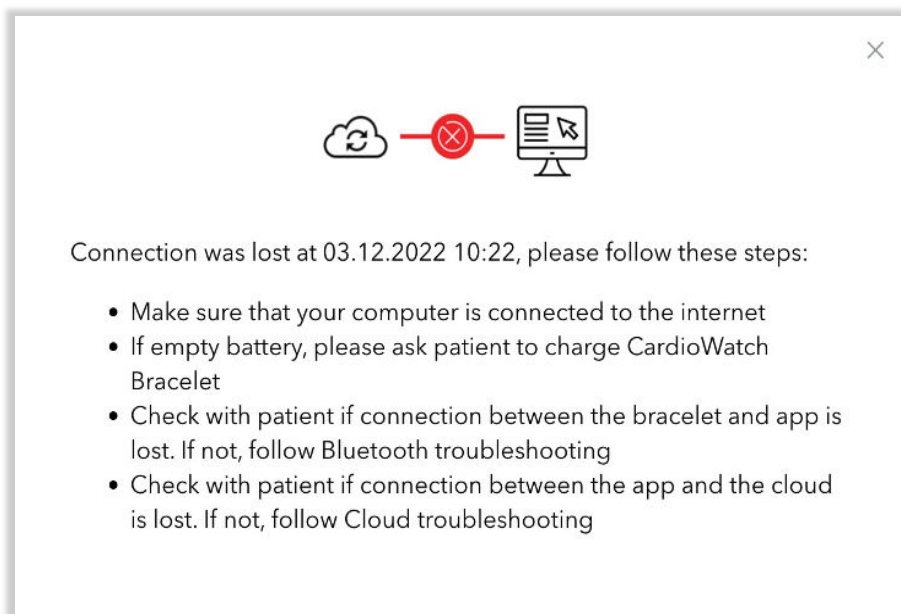 Connection was lost at 03.12.2022 10:22, please follow these steps:
• Make sure that your computer is connected to the internet
• If empty battery, please ask patient to charge CardioWatch
Bracelet
• Check with patient if connection between the bracelet and app is
lost. If not, follow Bluetooth troubleshooting
• Check with patient if connection between the app and the cloud
is lost. If not, follow Cloud troubleshooting